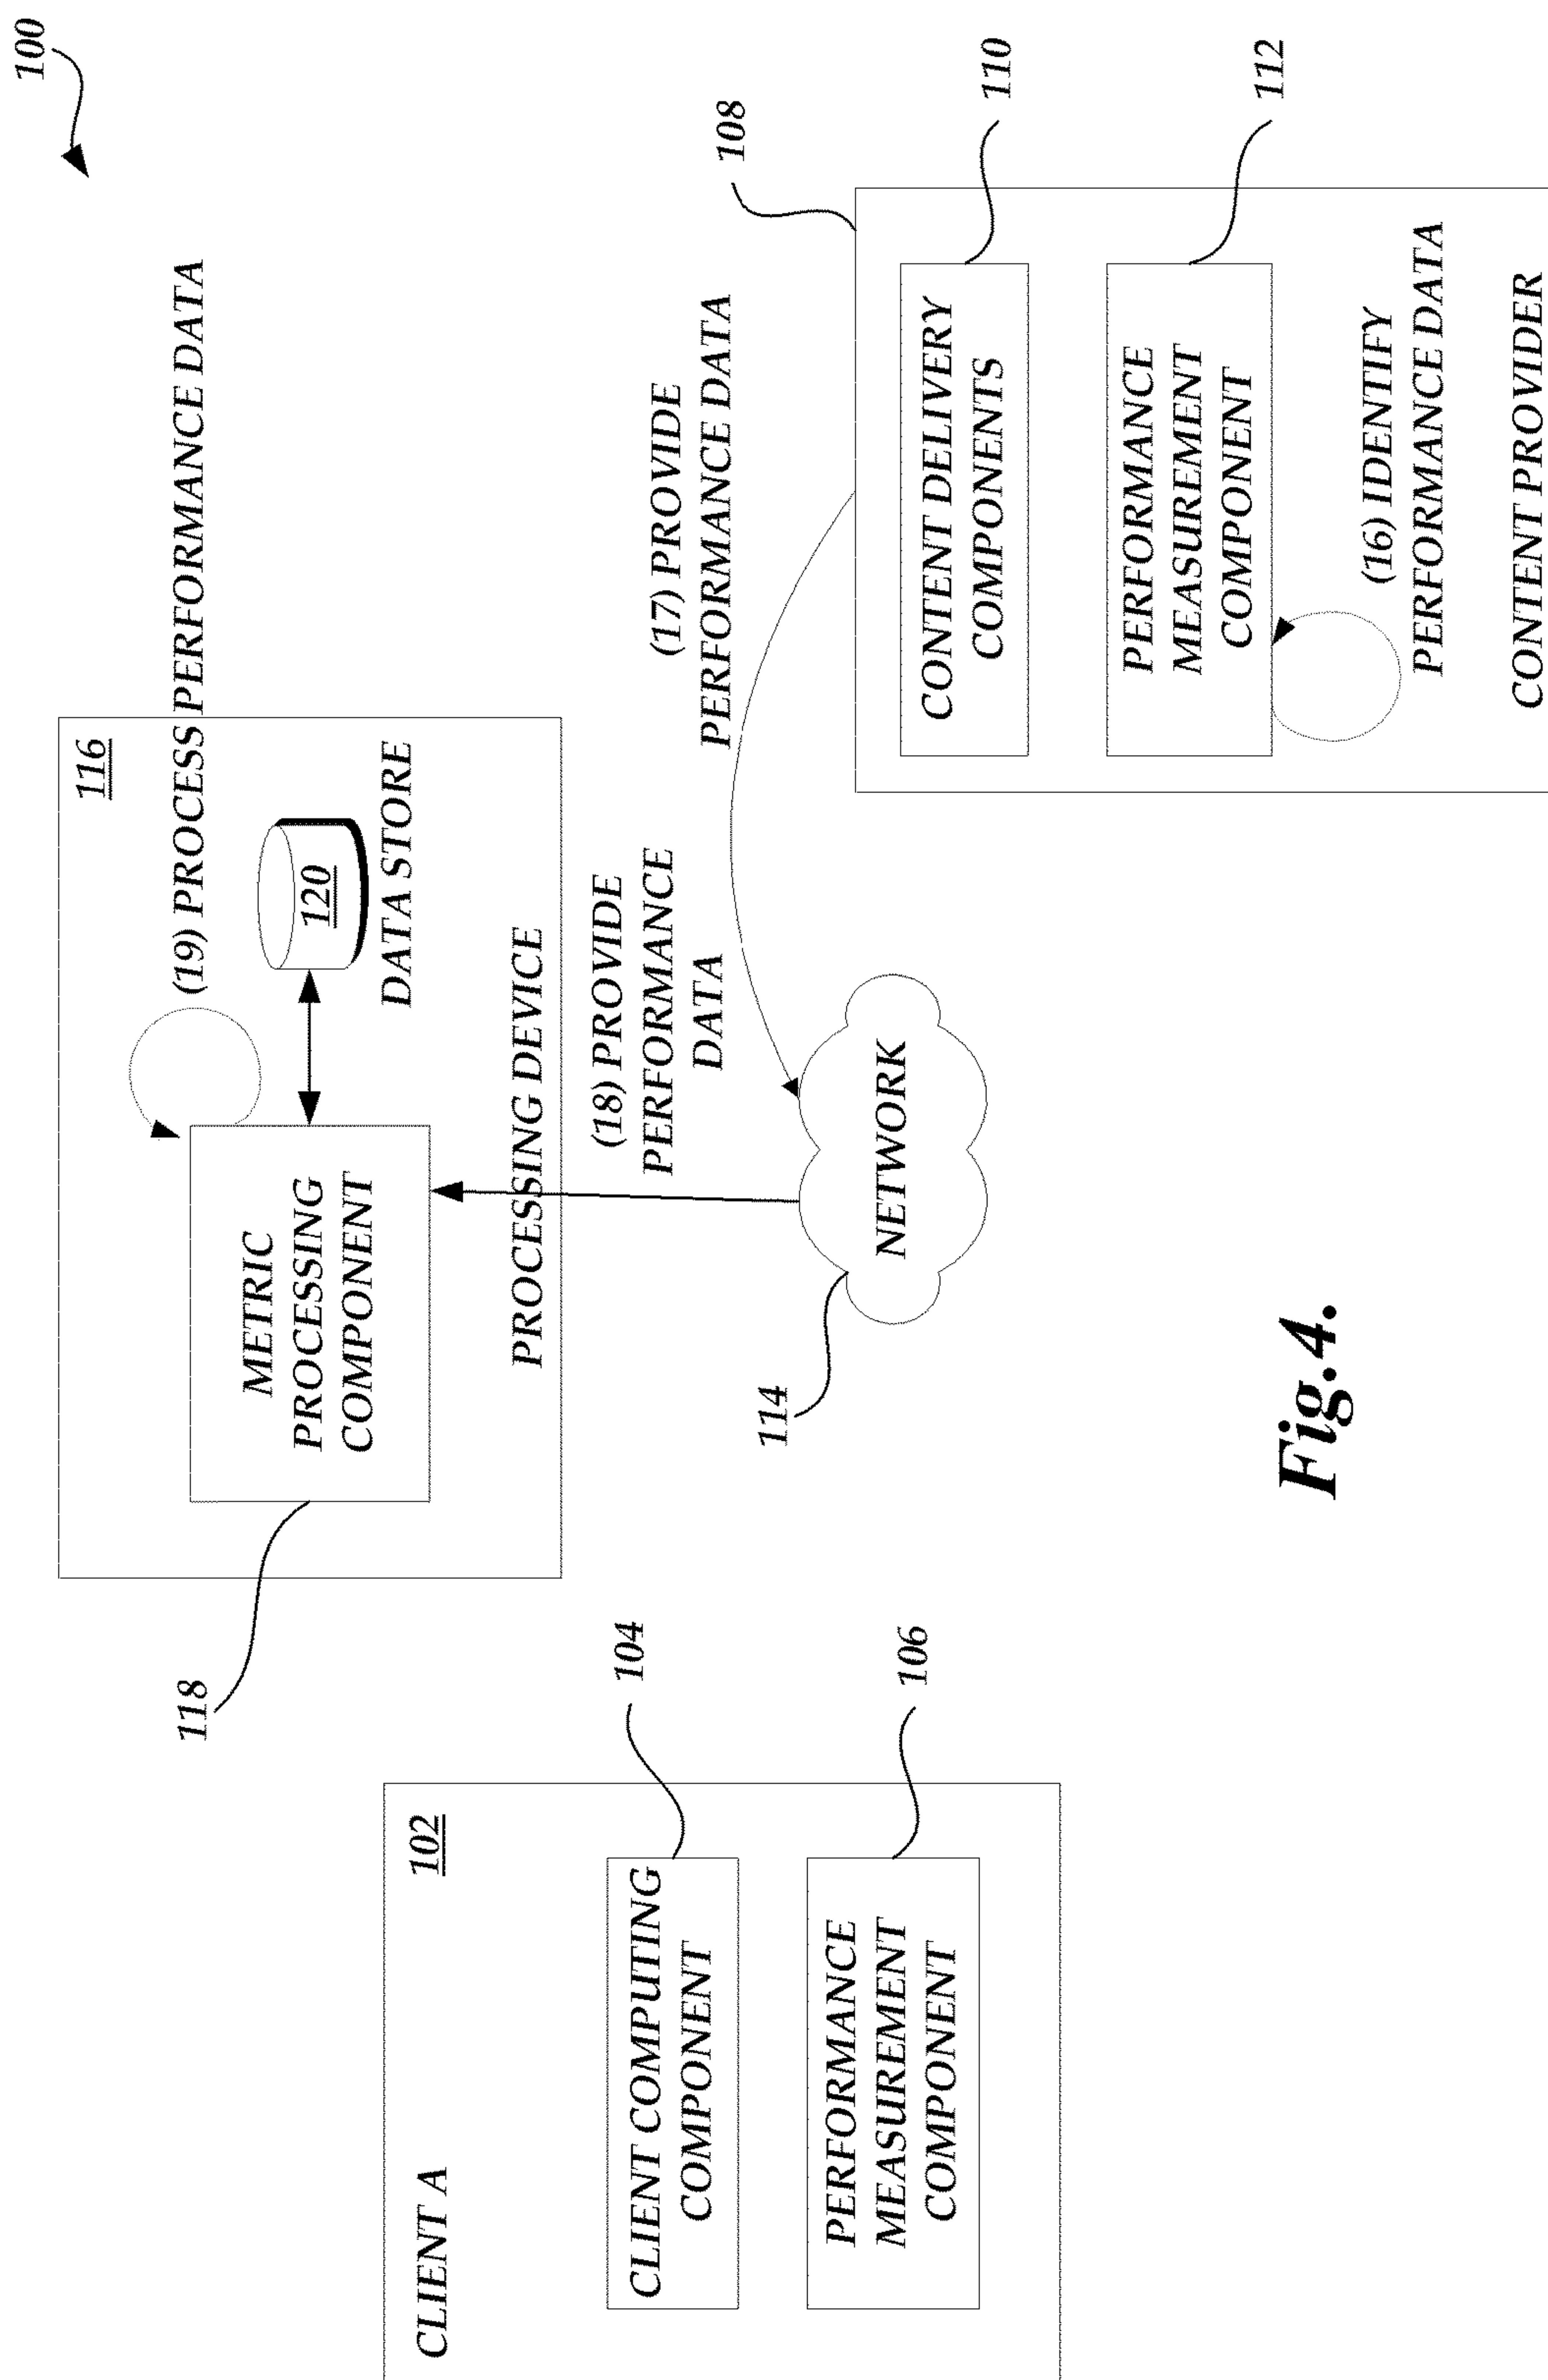 100
116
(19) PROCESS PERFORMANCE DATA
118
METRIC
PROCESSING
COMPONENT
120
DATA STORE
PROCESSING DEVICE
CLIENT A
102
CLIENT COMPUTING
COMPONENT
104
PERFORMANCE
MEASUREMENT
COMPONENT
106
(18) PROVIDE
PERFORMANCE
DATA
(17) PROVIDE
PERFORMANCE DATA
114
NETWORK
108
CONTENT DELIVERY
COMPONENTS
110
PERFORMANCE
MEASUREMENT
COMPONENT
112
(16) IDENTIFY
PERFORMANCE DATA
CONTENT PROVIDER
Fig.4.